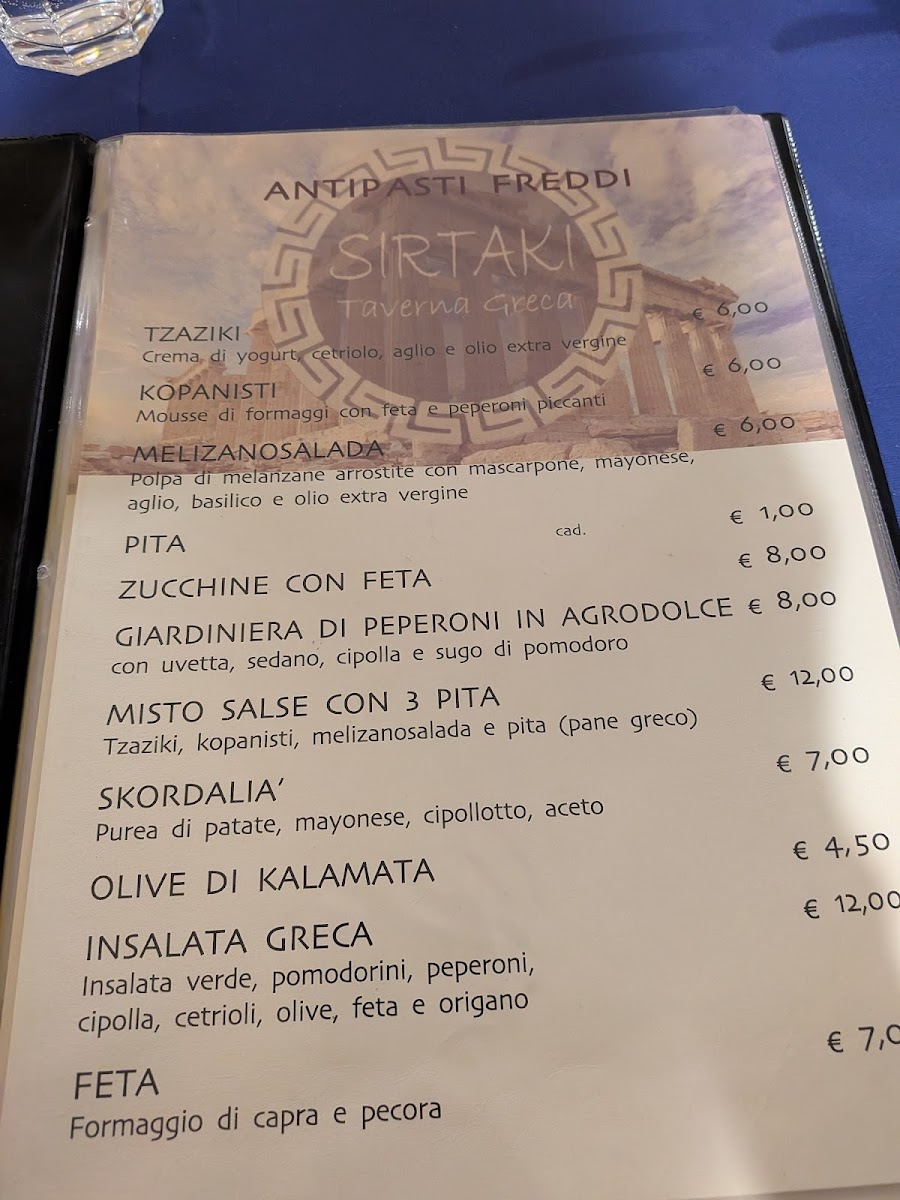 ANTIPASTI FREDDI
SIRTAKI
Taverna Greca
TZAZIKI € 6,00
Crema di yogurt, cetriolo, aglio e olio extra vergine
KOPANISTI € 6,00
Mousse di formaggi con feta e peperoni piccanti
MELIZANOSALADA € 6,00
Polpa di melanzane arrostite con mascarpone, mayonese,
aglio, basilico e olio extra vergine
PITA cad. € 1,00
ZUCCHINE CON FETA € 8,00
GIARDINIERA DI PEPERONI IN AGRODOLCE € 8,00
con uvetta, sedano, cipolla e sugo di pomodoro
MISTO SALSE CON 3 PITA € 12,00
Tzaziki, kopanisti, melizanosalada e pita (pane greco)
SKORDALIA' € 7,00
Purea di patate, mayonese, cipollotto, aceto
OLIVE DI KALAMATA € 4,50
INSALATA GRECA € 12,00
Insalata verde, pomodorini, peperoni,
cipolla, cetrioli, olive, feta e origano
FETA € 7,0
Formaggio di capra e pecora